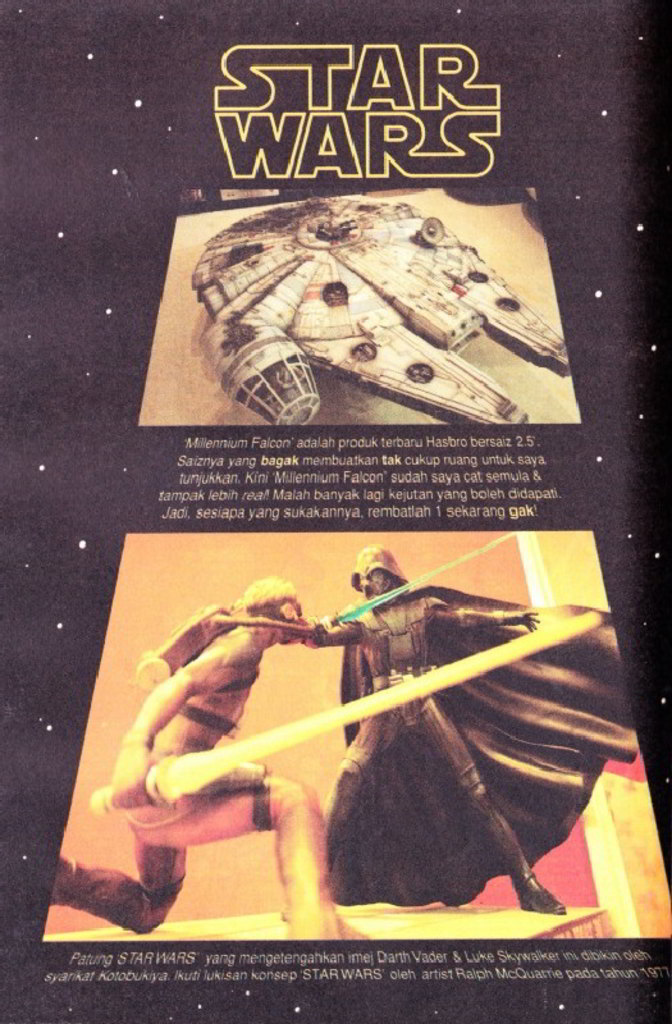 STAR
WARS
'Millennium Falcon' adalah produk terbaru Hasbro bersaiz 2.5'.
Saiznya yang bagak membuatkan tak cukup ruang untuk saya
tunjukkan. Kini 'Millennium Falcon" sudah saya cat semula &
tampak lebih real! Malah banyak lagi kejutan yang boleh didapati.
Jadi, sesiapa yang sukakannya, rembatlah 1 sekarang gak!
Patung 'STAR WARS' yang mengetengahkan imej Darth Vader & Luke Skywalker ini dibikin oleh
syarikat Kotobukiya. Ikuti lukisan konsep 'STAR WARS' oleh artist Ralph McQuarrie pada tahun 1977